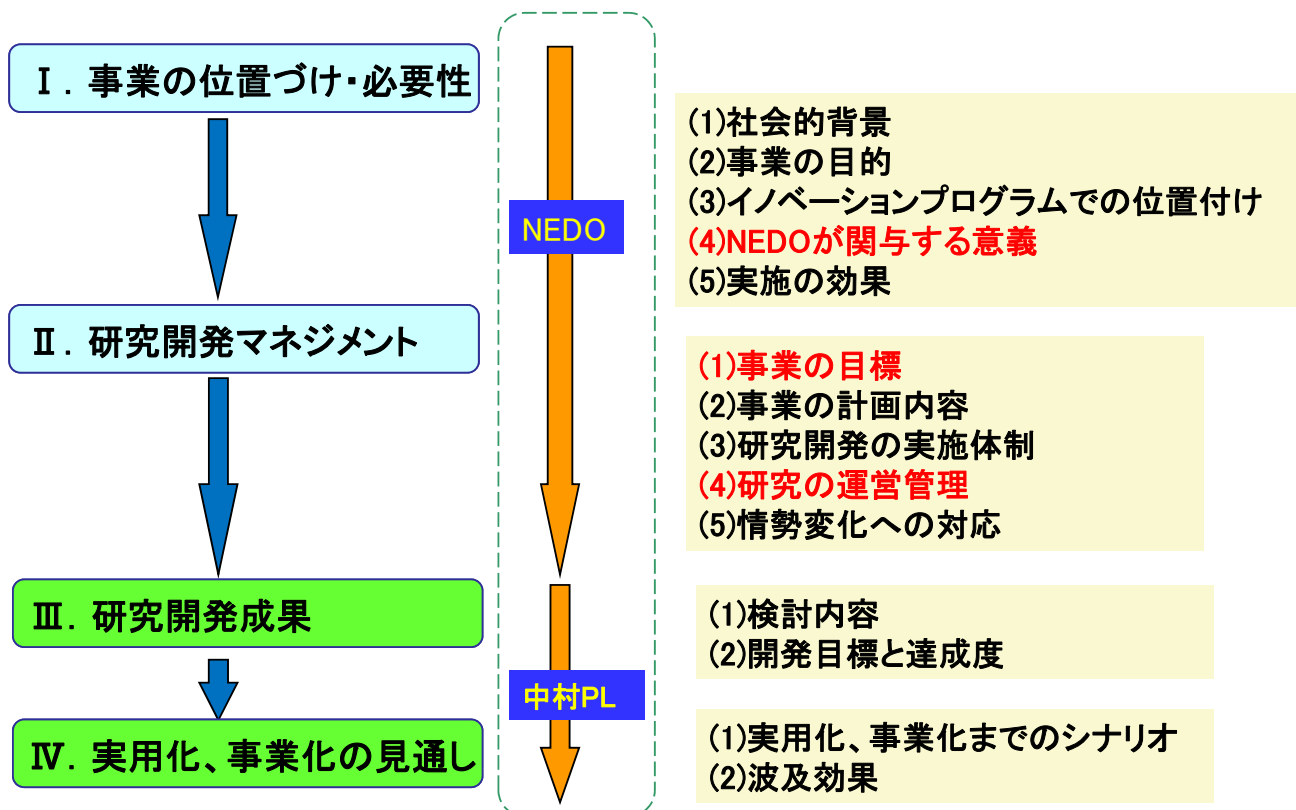 Ⅰ. 事業の位置づけ・必要性
(1)社会的背景
(2)事業の目的
(3)イノベーションプログラムでの位置付け
(4)NEDOが関与する意義
(5)実施の効果
NEDO
Ⅱ. 研究開発マネジメント
(1)事業の目標
(2)事業の計画内容
(3)研究開発の実施体制
(4)研究の運営管理
(5)情勢変化への対応
Ⅲ. 研究開発成果
(1)検討内容
(2)開発目標と達成度
中村PL
Ⅳ. 実用化、事業化の見通し
(1)実用化、事業化までのシナリオ
(2)波及効果